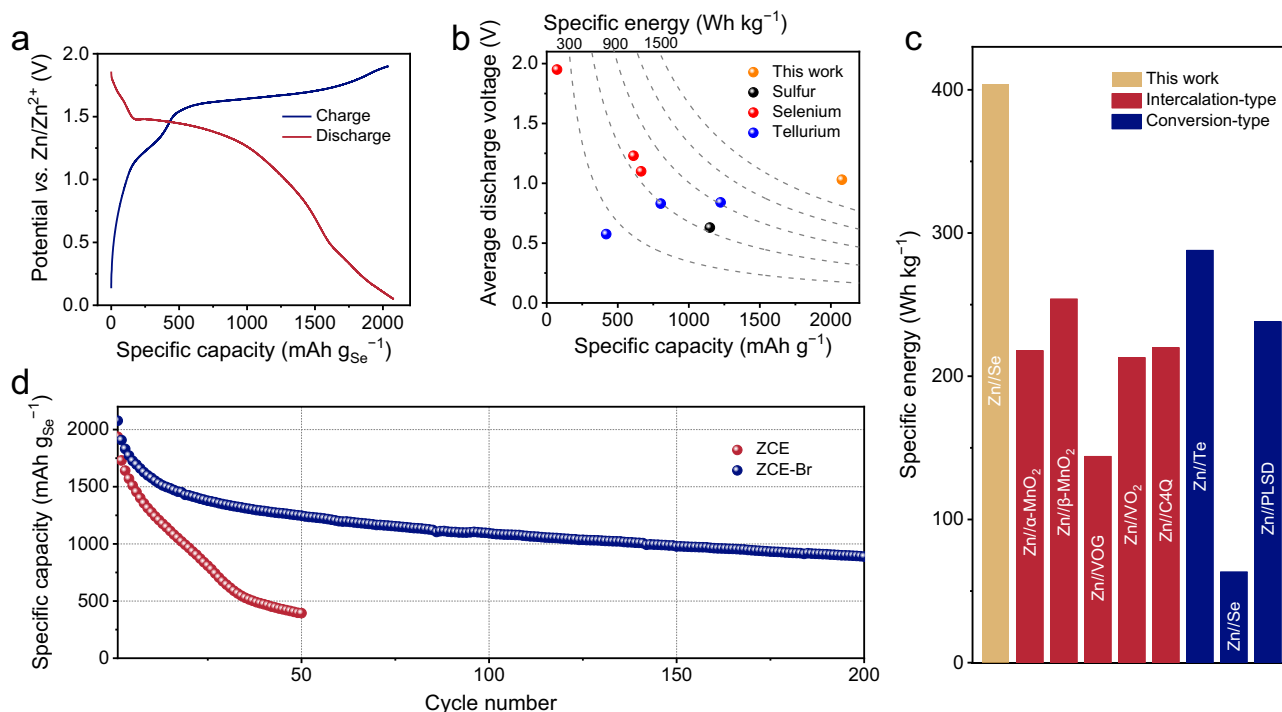 a
Potential vs. Zn/Zn²⁺ (V)
2.0
1.5
1.0
0.5
0.0
Charge
Discharge
0
500
1000
1500
2000
Specific capacity (mAh g_Se⁻¹)
b
Specific energy (Wh kg⁻¹)
300
900
1500
Average discharge voltage (V)
2.0
1.5
1.0
0.5
0.0
This work
Sulfur
Selenium
Tellurium
0
500
1000
1500
2000
Specific capacity (mAh g⁻¹)
c
Specific energy (Wh kg⁻¹)
400
300
200
100
0
This work
Intercalation-type
Conversion-type
Zn//Se
Zn//α-MnO₂
Zn//β-MnO₂
Zn//VOG
Zn//VO₂
Zn//C4Q
Zn//Te
Zn//Se
Zn//PLSD
d
Specific capacity (mAh g_Se⁻¹)
2000
1500
1000
500
0
ZCE
ZCE-Br
50
100
150
200
Cycle number